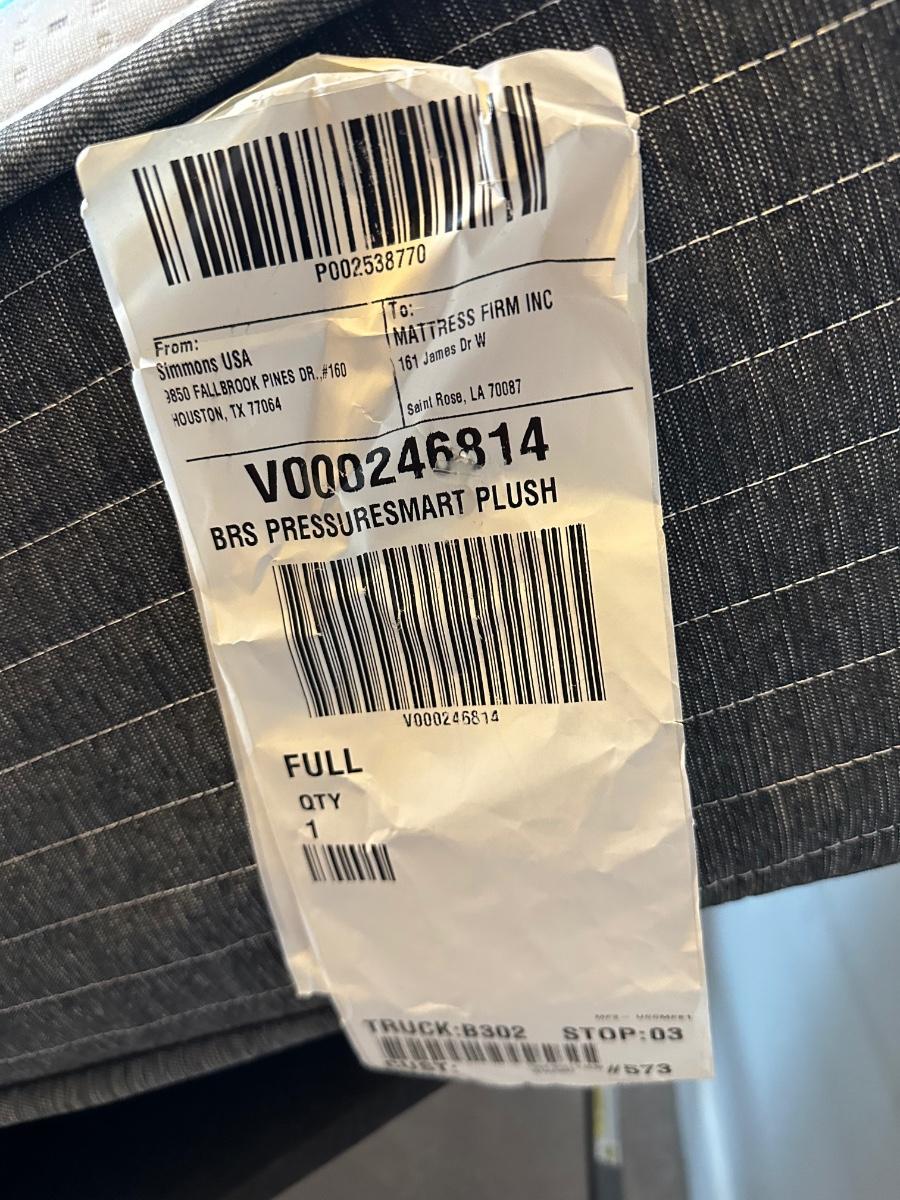 P002538770
From:
Simmons USA
9850 FALLBROOK PINES DR.,#160
HOUSTON, TX 77064
To:
MATTRESS FIRM INC
161 James Dr W
Saint Rose, LA 70087
V000246814
BRS PRESSURESMART PLUSH
V000246814
FULL
QTY
1
TRUCK:B302 STOP:03
CUST: #573